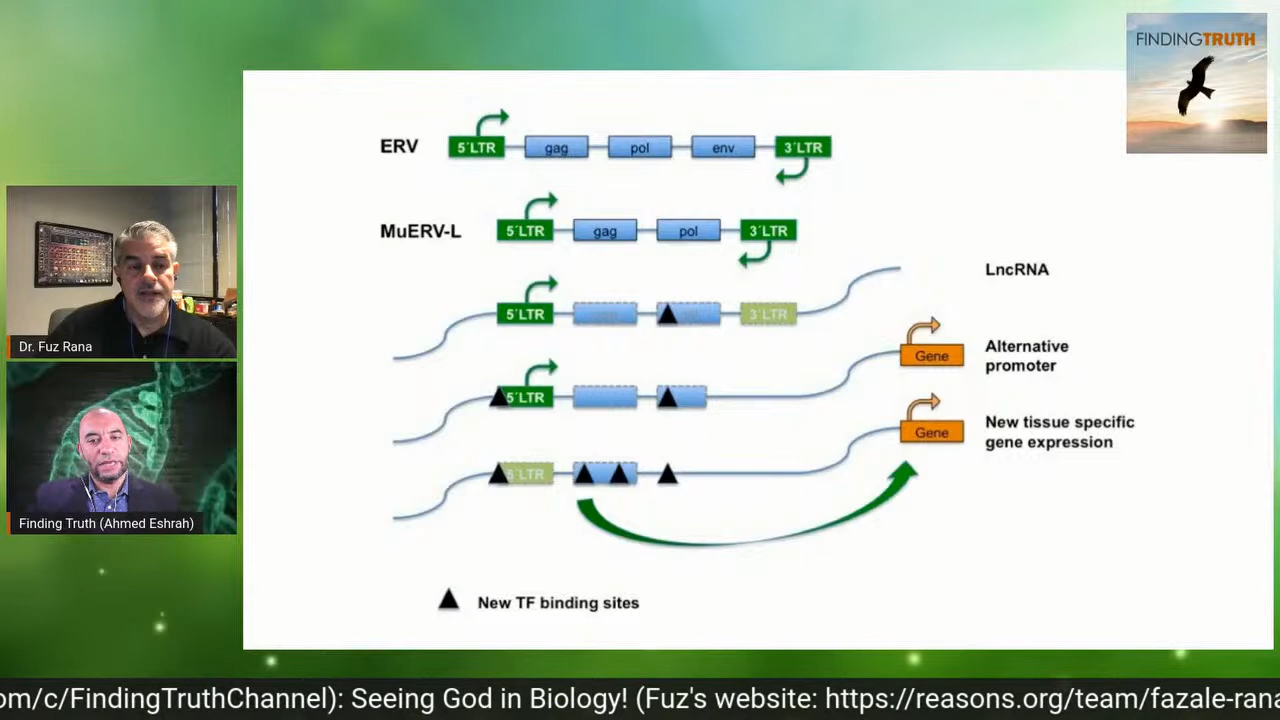 FINDINGTRUTH
ERV
5´LTR
gag
pol
env
3´LTR
MuERV-L
5´LTR
gag
pol
3´LTR
LncRNA
5´LTR
3´LTR
Alternative
promoter
Gene
5´LTR
New tissue specific
gene expression
Gene
5´LTR
New TF binding sites
Dr. Fuz Rana
Finding Truth (Ahmed Eshrah)
om/c/FindingTruthChannel): Seeing God in Biology! (Fuz's website: https://reasons.org/team/fazale-rana